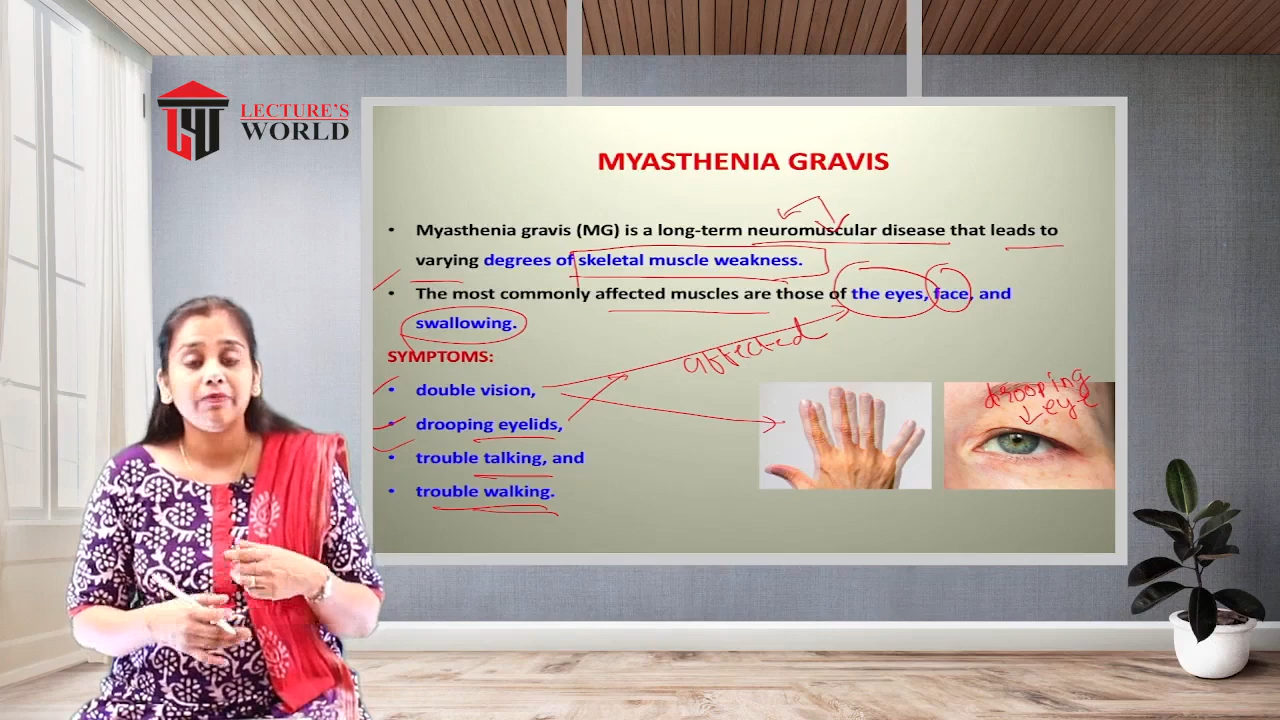 LECTURE'S
WORLD
MYASTHENIA GRAVIS
• Myasthenia gravis (MG) is a long-term neuromuscular disease that leads to
varying degrees of skeletal muscle weakness.
• The most commonly affected muscles are those of the eyes, face, and
swallowing.
SYMPTOMS:
• double vision,
• drooping eyelids,
• trouble talking, and
• trouble walking.
affected
drooping
eye